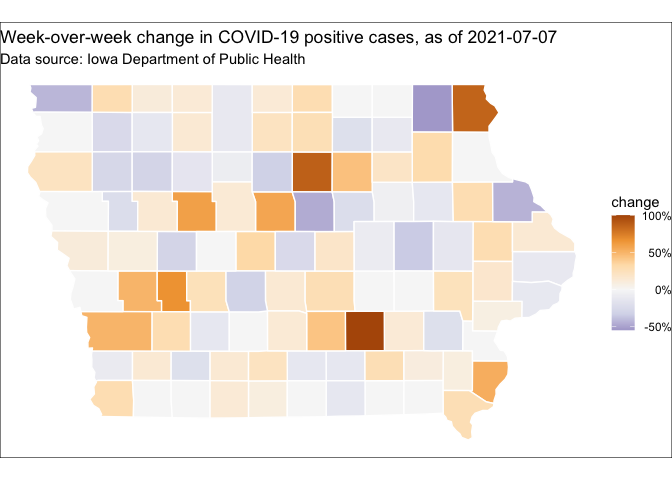 Week-over-week change in COVID-19 positive cases, as of 2021-07-07
Data source: Iowa Department of Public Health
change
100%
50%
0%
-50%